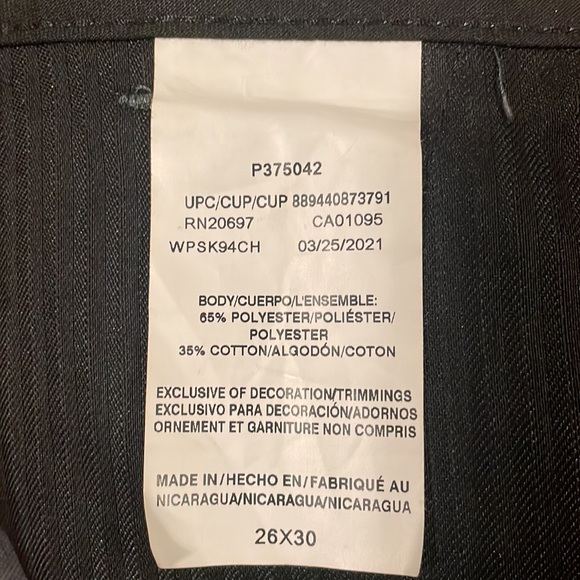 P375042
UPC/CUP/CUP 889440873791
RN20697 CA01095
WPSK94CH 03/25/2021
BODY/CUERPO/L'ENSEMBLE:
65% POLYESTER/POLIÉSTER/
POLYESTER
35% COTTON/ALGODÓN/COTON
EXCLUSIVE OF DECORATION/TRIMMINGS
EXCLUSIVO PARA DECORACIÓN/ADORNOS
ORNEMENT ET GARNITURE NON COMPRIS
MADE IN/HECHO EN/FABRIQUÉ AU
NICARAGUA/NICARAGUA/NICARAGUA
26X30